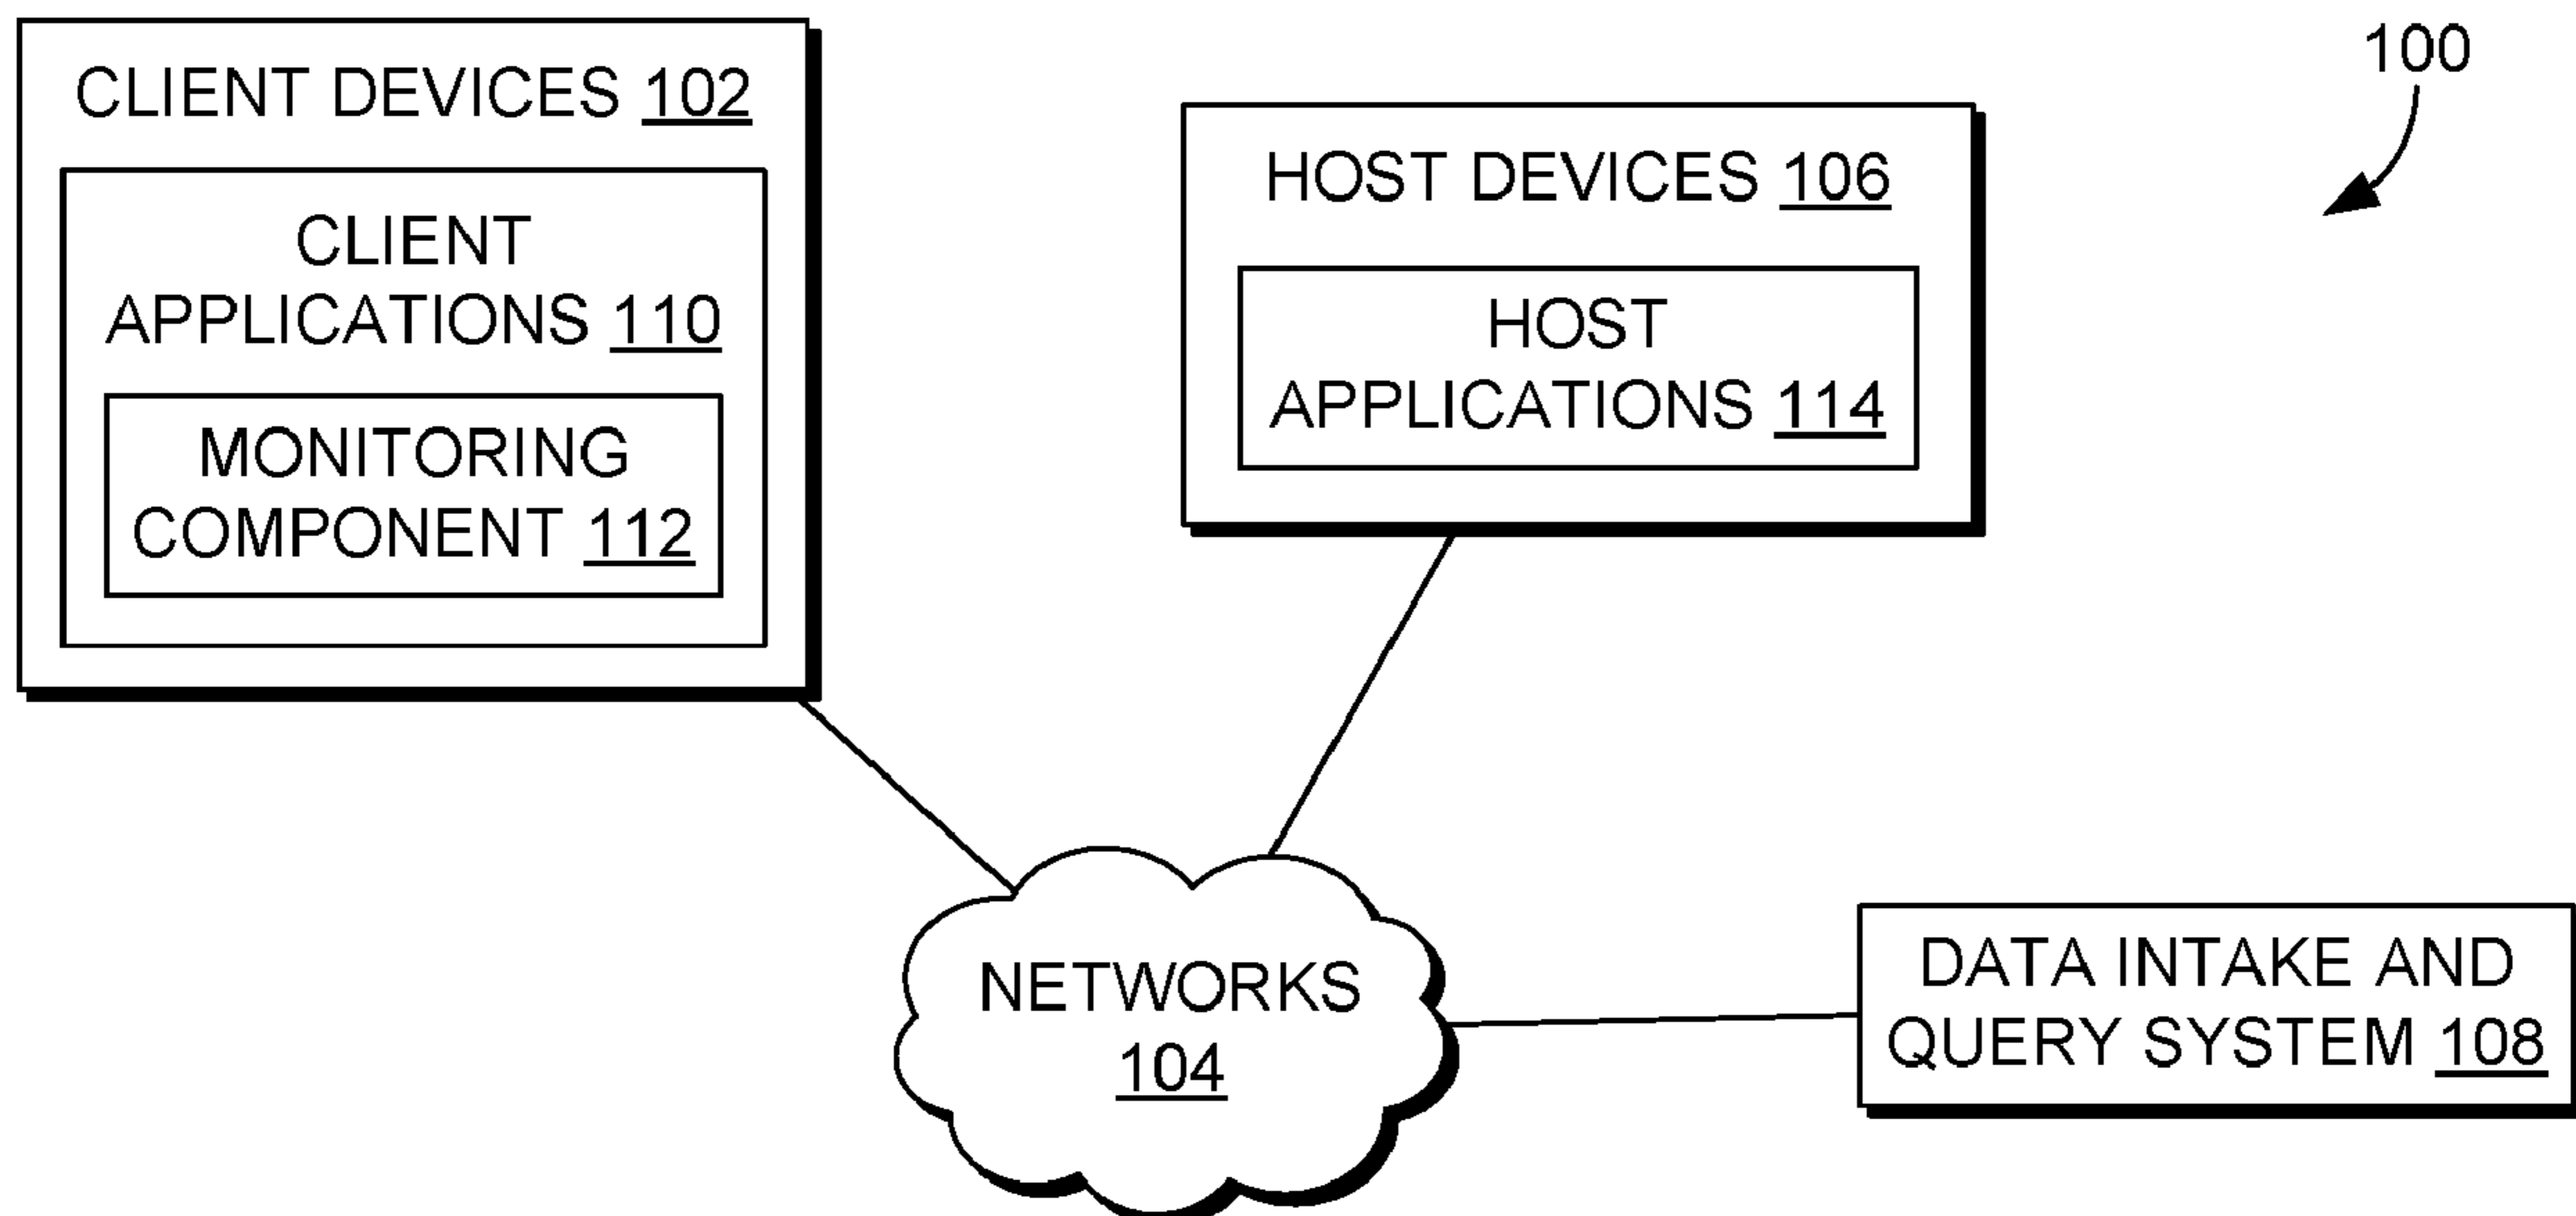 CLIENT DEVICES 102
CLIENT
APPLICATIONS 110
MONITORING
COMPONENT 112
HOST DEVICES 106
HOST
APPLICATIONS 114
100
NETWORKS
104
DATA INTAKE AND
QUERY SYSTEM 108